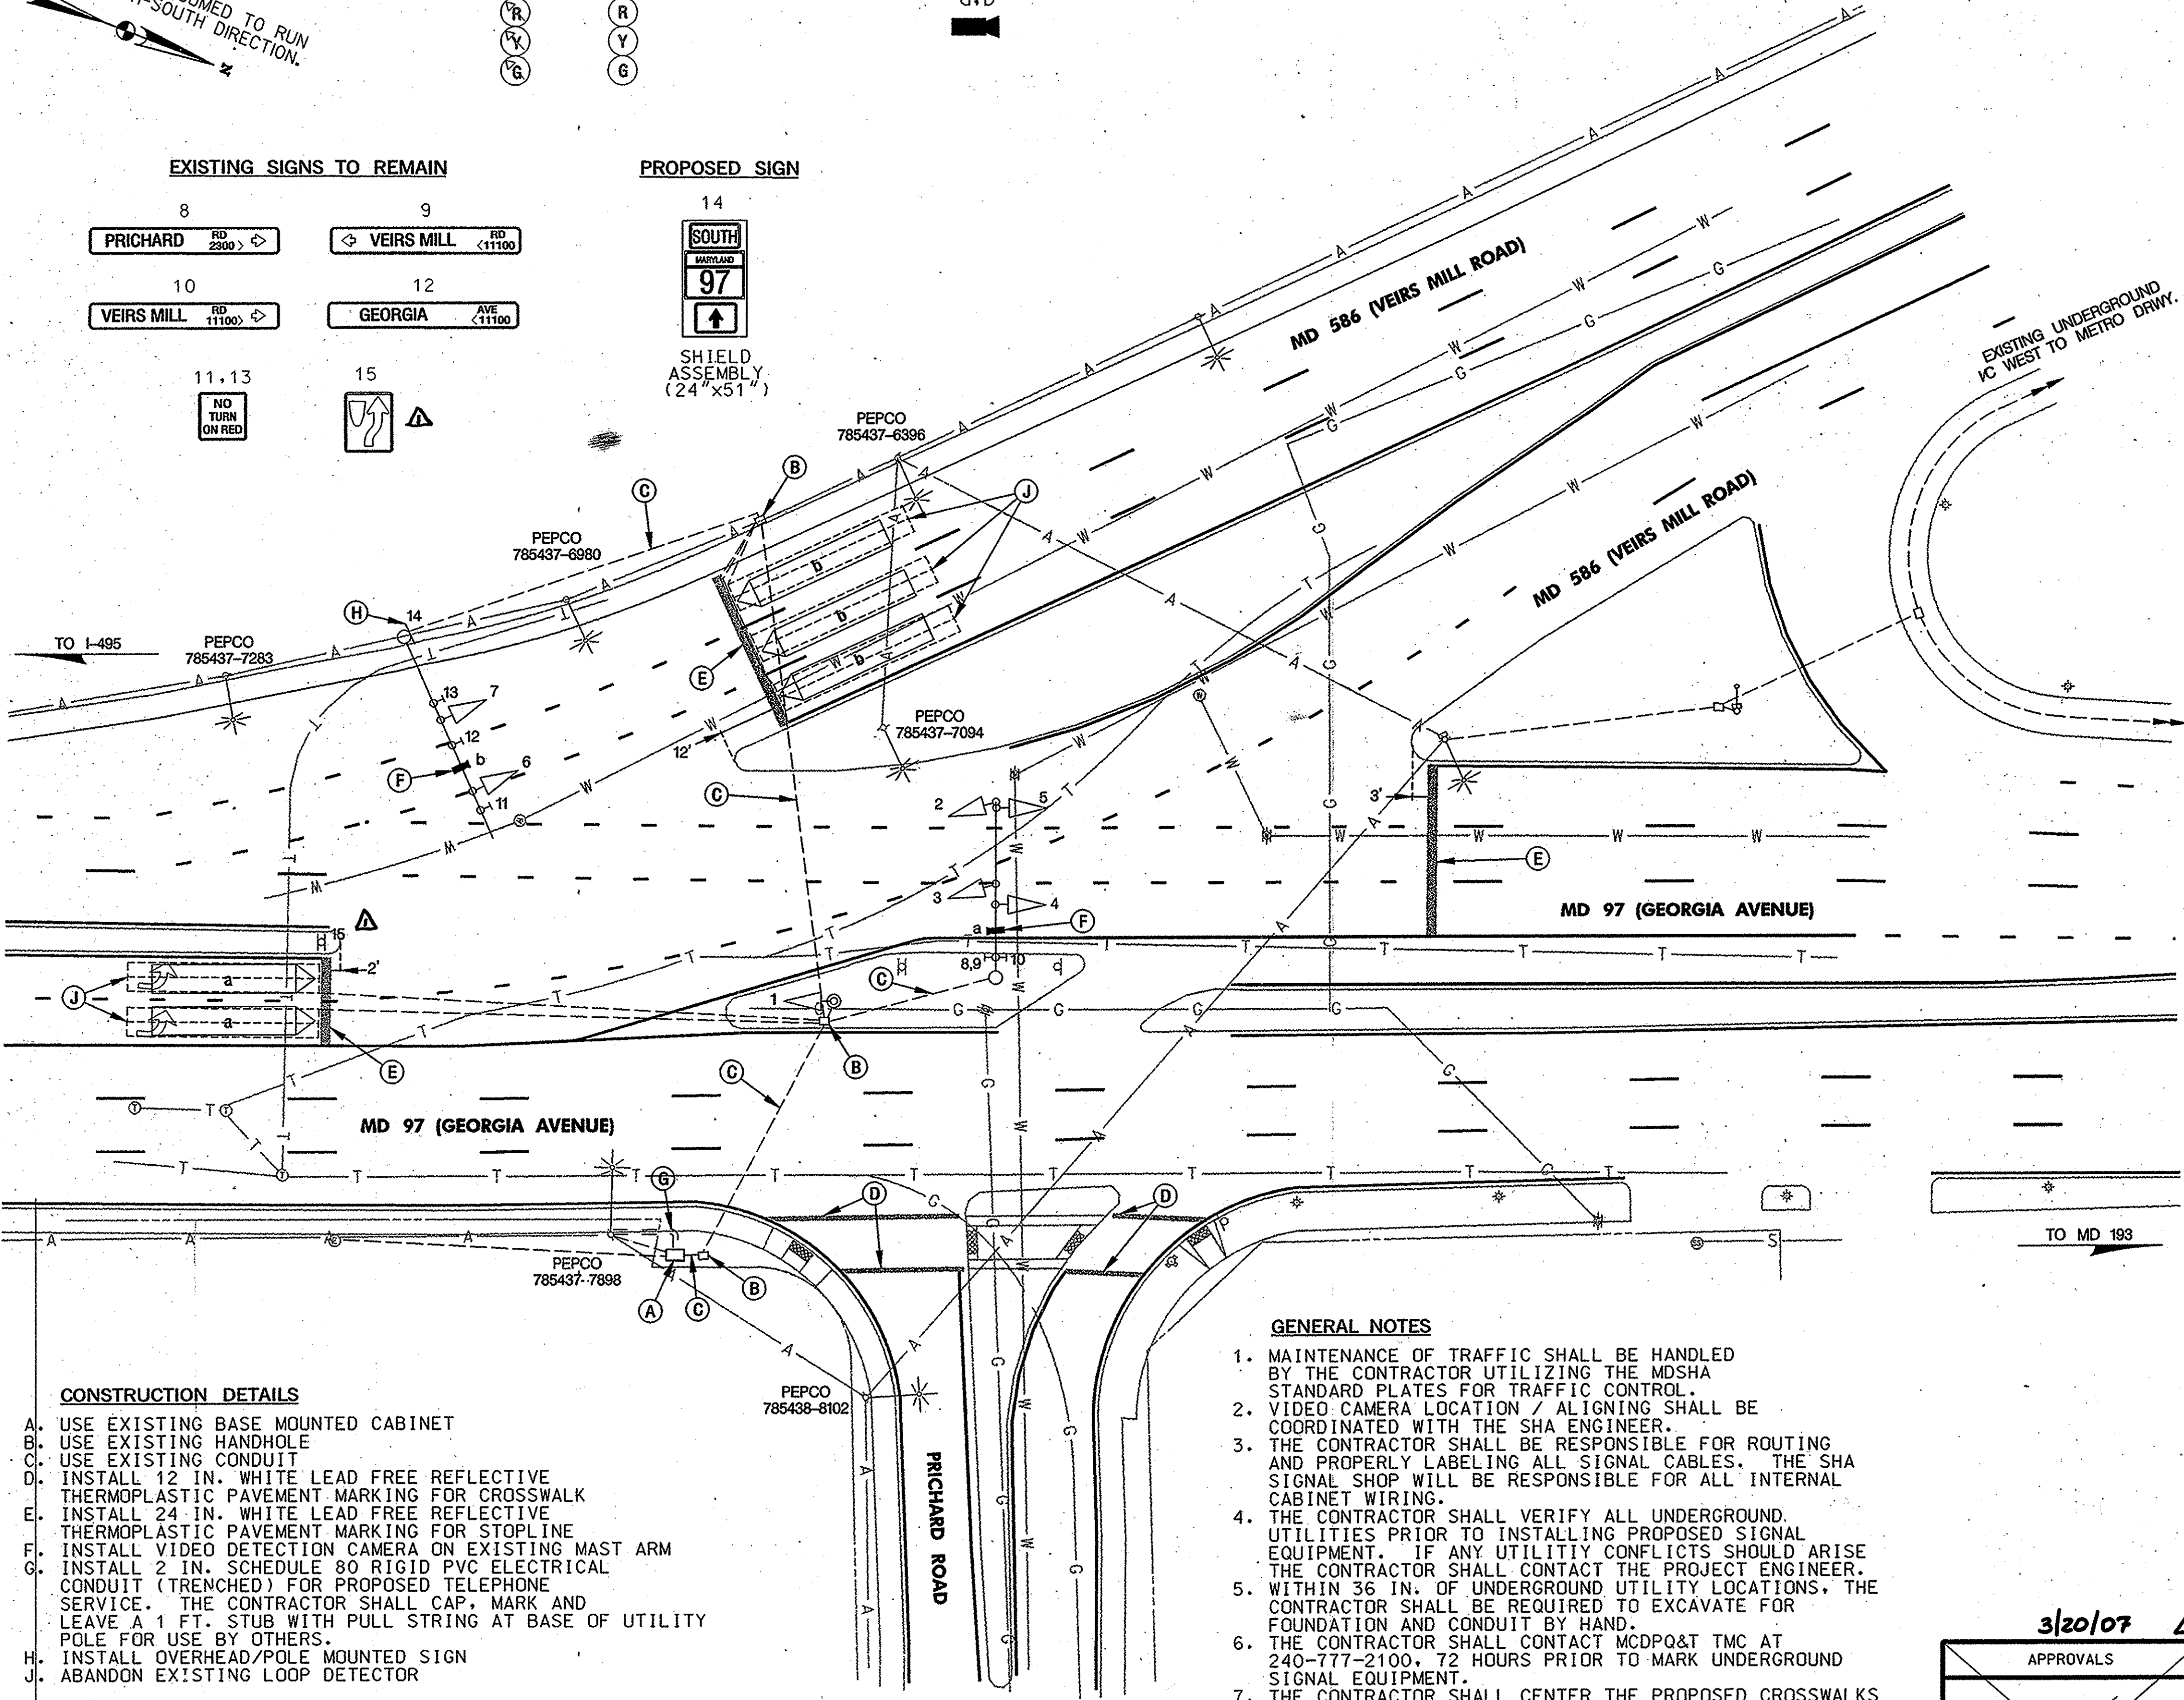 SUMED TO RUN
-SOUTH DIRECTION.
N
R
Y
G
R
Y
G
EXISTING SIGNS TO REMAIN
PROPOSED SIGN
8
PRICHARD RD 2300 >
9
VEIRS MILL RD < 11100
10
VEIRS MILL RD 11100 >
12
GEORGIA AVE < 11100
11,13
NO
TURN
ON RED
15
14
SOUTH
MARYLAND
97
SHIELD
ASSEMBLY
(24"x51")
MD 586 (VEIRS MILL ROAD)
MD 586 (VEIRS MILL ROAD)
EXISTING UNDERGROUND
I/C WEST TO METRO DRWY.
PEPCO
785437-6396
PEPCO
785437-6980
PEPCO
785437-7283
PEPCO
785437-7094
TO I-495
MD 97 (GEORGIA AVENUE)
MD 97 (GEORGIA AVENUE)
PEPCO
785437-7898
PEPCO
785438-8102
TO MD 193
PRICHARD ROAD
12'
3'
2'
8,9
10
CONSTRUCTION DETAILS
A. USE EXISTING BASE MOUNTED CABINET
B. USE EXISTING HANDHOLE
C. USE EXISTING CONDUIT
D. INSTALL 12 IN. WHITE LEAD FREE REFLECTIVE
THERMOPLASTIC PAVEMENT MARKING FOR CROSSWALK
E. INSTALL 24 IN. WHITE LEAD FREE REFLECTIVE
THERMOPLASTIC PAVEMENT MARKING FOR STOPLINE
F. INSTALL VIDEO DETECTION CAMERA ON EXISTING MAST ARM
G. INSTALL 2 IN. SCHEDULE 80 RIGID PVC ELECTRICAL
CONDUIT (TRENCHED) FOR PROPOSED TELEPHONE
SERVICE. THE CONTRACTOR SHALL CAP, MARK AND
LEAVE A 1 FT. STUB WITH PULL STRING AT BASE OF UTILITY
POLE FOR USE BY OTHERS.
H. INSTALL OVERHEAD/POLE MOUNTED SIGN
J. ABANDON EXISTING LOOP DETECTOR
GENERAL NOTES
1. MAINTENANCE OF TRAFFIC SHALL BE HANDLED
BY THE CONTRACTOR UTILIZING THE MDSHA
STANDARD PLATES FOR TRAFFIC CONTROL.
2. VIDEO CAMERA LOCATION / ALIGNING SHALL BE
COORDINATED WITH THE SHA ENGINEER.
3. THE CONTRACTOR SHALL BE RESPONSIBLE FOR ROUTING
AND PROPERLY LABELING ALL SIGNAL CABLES. THE SHA
SIGNAL SHOP WILL BE RESPONSIBLE FOR ALL INTERNAL
CABINET WIRING.
4. THE CONTRACTOR SHALL VERIFY ALL UNDERGROUND.
UTILITIES PRIOR TO INSTALLING PROPOSED SIGNAL
EQUIPMENT. IF ANY UTILITIY CONFLICTS SHOULD ARISE
THE CONTRACTOR SHALL CONTACT THE PROJECT ENGINEER.
5. WITHIN 36 IN. OF UNDERGROUND UTILITY LOCATIONS, THE
CONTRACTOR SHALL BE REQUIRED TO EXCAVATE FOR
FOUNDATION AND CONDUIT BY HAND.
6. THE CONTRACTOR SHALL CONTACT MCDPQ&T TMC AT
240-777-2100, 72 HOURS PRIOR TO MARK UNDERGROUND
SIGNAL EQUIPMENT.
7. THE CONTRACTOR SHALL CENTER THE PROPOSED CROSSWALKS
3/20/07
APPROVALS